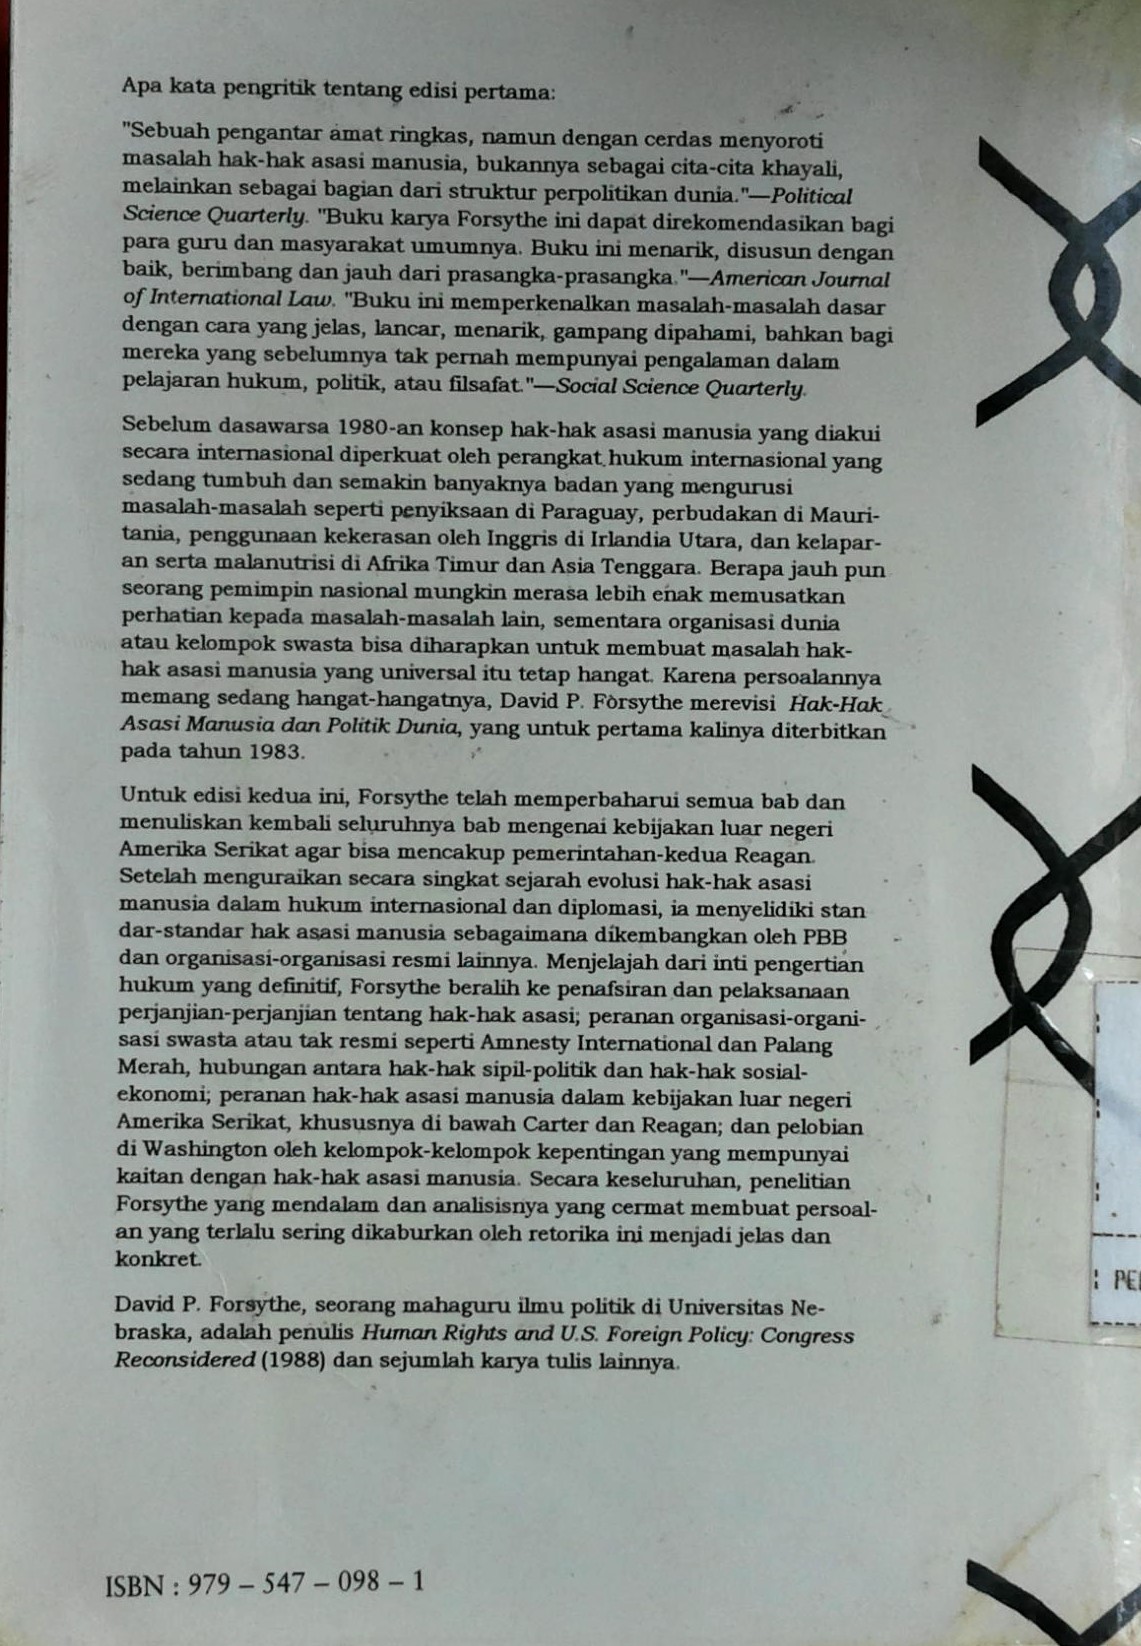 Apa kata pengritik tentang edisi pertama:
"Sebuah pengantar amat ringkas, namun dengan cerdas menyoroti
masalah hak-hak asasi manusia, bukannya sebagai cita-cita khayali,
melainkan sebagai bagian dari struktur perpolitikan dunia."—Political
Science Quarterly. "Buku karya Forsythe ini dapat direkomendasikan bagi
para guru dan masyarakat umumnya. Buku ini menarik, disusun dengan
baik, berimbang dan jauh dari prasangka-prasangka."—American Journal
of International Law. "Buku ini memperkenalkan masalah-masalah dasar
dengan cara yang jelas, lancar, menarik, gampang dipahami, bahkan bagi
mereka yang sebelumnya tak pernah mempunyai pengalaman dalam
pelajaran hukum, politik, atau filsafat."—Social Science Quarterly.
Sebelum dasawarsa 1980-an konsep hak-hak asasi manusia yang diakui
secara internasional diperkuat oleh perangkat hukum internasional yang
sedang tumbuh dan semakin banyaknya badan yang mengurusi
masalah-masalah seperti penyiksaan di Paraguay, perbudakan di Mauri-
tania, penggunaan kekerasan oleh Inggris di Irlandia Utara, dan kelapar-
an serta malanutrisi di Afrika Timur dan Asia Tenggara. Berapa jauh pun
seorang pemimpin nasional mungkin merasa lebih enak memusatkan
perhatian kepada masalah-masalah lain, sementara organisasi dunia
atau kelompok swasta bisa diharapkan untuk membuat masalah hak-
hak asasi manusia yang universal itu tetap hangat. Karena persoalannya
memang sedang hangat-hangatnya, David P. Forsythe merevisi Hak-Hak
Asasi Manusia dan Politik Dunia, yang untuk pertama kalinya diterbitkan
pada tahun 1983.
Untuk edisi kedua ini, Forsythe telah memperbaharui semua bab dan
menuliskan kembali seluruhnya bab mengenai kebijakan luar negeri
Amerika Serikat agar bisa mencakup pemerintahan-kedua Reagan.
Setelah menguraikan secara singkat sejarah evolusi hak-hak asasi
manusia dalam hukum internasional dan diplomasi, ia menyelidiki stan
dar-standar hak asasi manusia sebagaimana dikembangkan oleh PBB
dan organisasi-organisasi resmi lainnya. Menjelajah dari inti pengertian
hukum yang definitif, Forsythe beralih ke penafsiran dan pelaksanaan
perjanjian-perjanjian tentang hak-hak asasi; peranan organisasi-organi-
sasi swasta atau tak resmi seperti Amnesty International dan Palang
Merah, hubungan antara hak-hak sipil-politik dan hak-hak sosial-
ekonomi; peranan hak-hak asasi manusia dalam kebijakan luar negeri
Amerika Serikat, khususnya di bawah Carter dan Reagan; dan pelobian
di Washington oleh kelompok-kelompok kepentingan yang mempunyai
kaitan dengan hak-hak asasi manusia. Secara keseluruhan, penelitian
Forsythe yang mendalam dan analisisnya yang cermat membuat persoal-
an yang terlalu sering dikaburkan oleh retorika ini menjadi jelas dan
konkret.
David P. Forsythe, seorang mahaguru ilmu politik di Universitas Ne-
braska, adalah penulis Human Rights and U.S. Foreign Policy: Congress
Reconsidered (1988) dan sejumlah karya tulis lainnya.
ISBN : 979 – 547 – 098 – 1